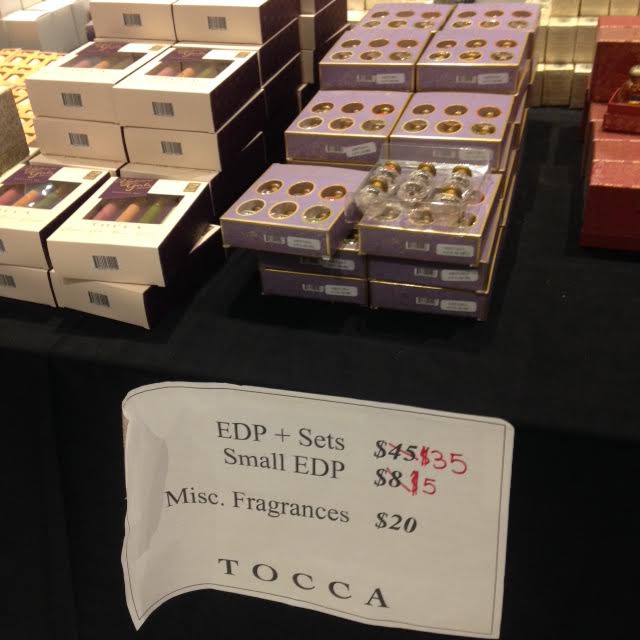 EDP + Sets $45 $35
Small EDP $8 $5
Misc. Fragrances $20
TOCCA